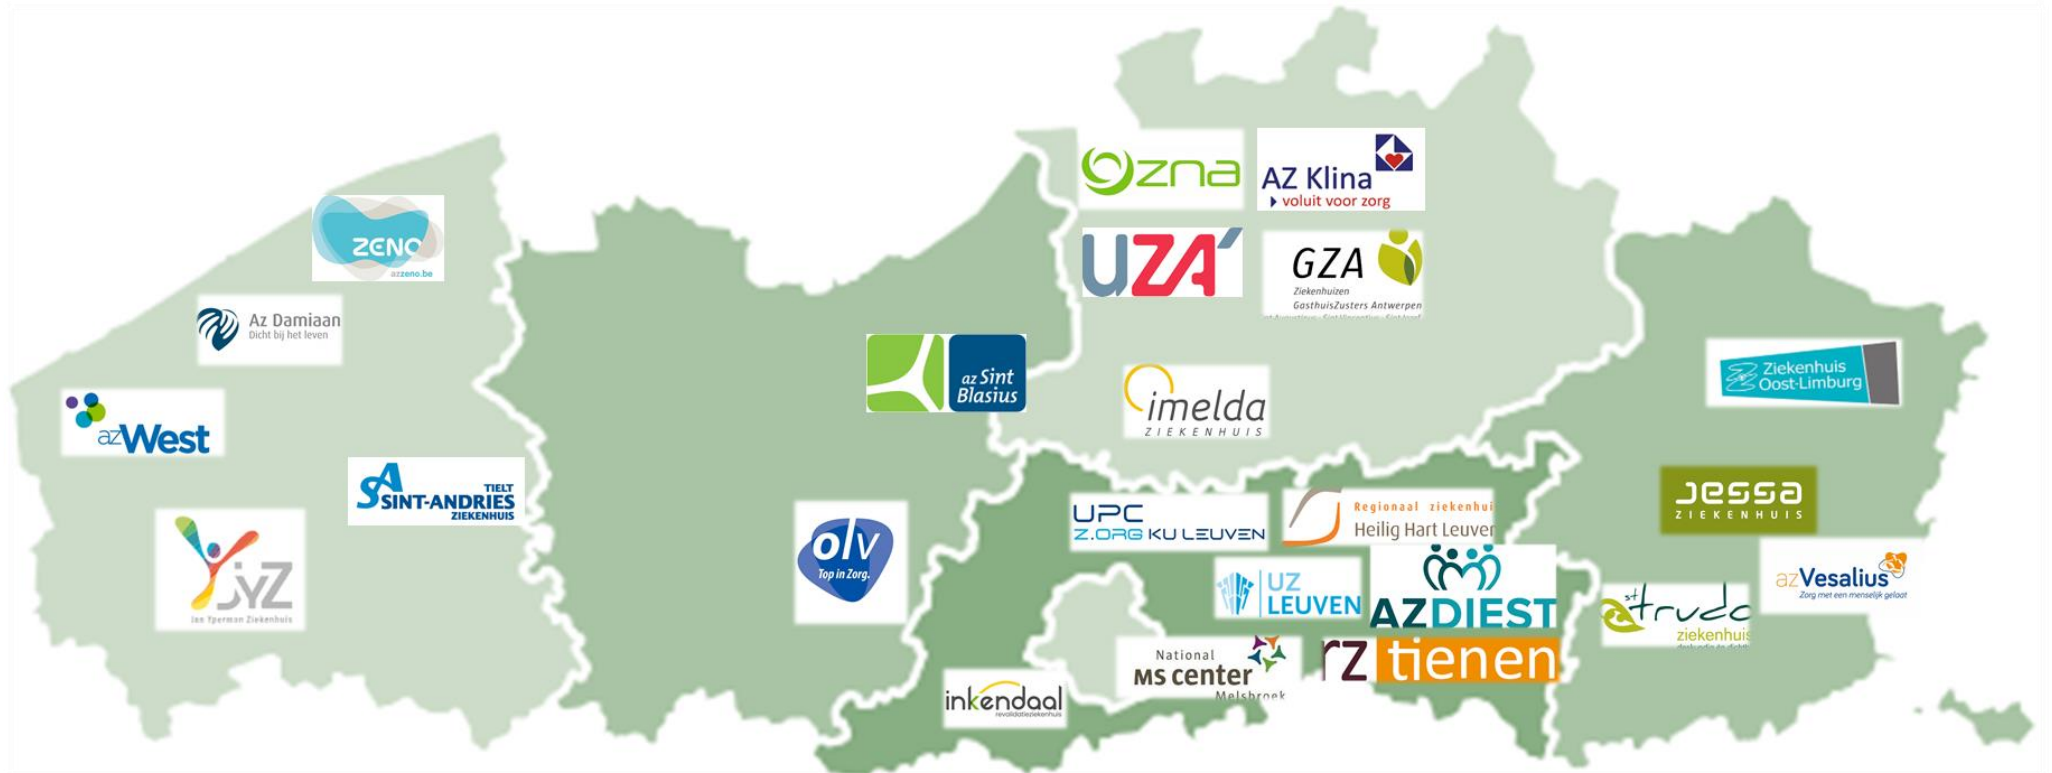 ZENO
azzeno.be
Az Damiaan
Dicht bij het leven
azWest
SINT-ANDRIES
TIELT
ZIEKENHUIS
JYZ
Jan Yperman Ziekenhuis
az Sint
Blasius
olv
Top in Zorg.
zna
AZ Klina
voluit voor zorg
UZA
GZA
Ziekenhuizen
GasthuisZusters Antwerpen
imelda
ZIEKENHUIS
UPC
Z.ORG KU LEUVEN
Regionaal ziekenhui
Heilig Hart Leuven
UZ
LEUVEN
AZDIEST
National
MS center
Melsbroek
rz tienen
inkendaal
revalidatieziekenhuis
Ziekenhuis
Oost-Limburg
Jessa
ZIEKENHUIS
azVesalius
Zorg met een menselijk gelaat
st trudo
ziekenhuis